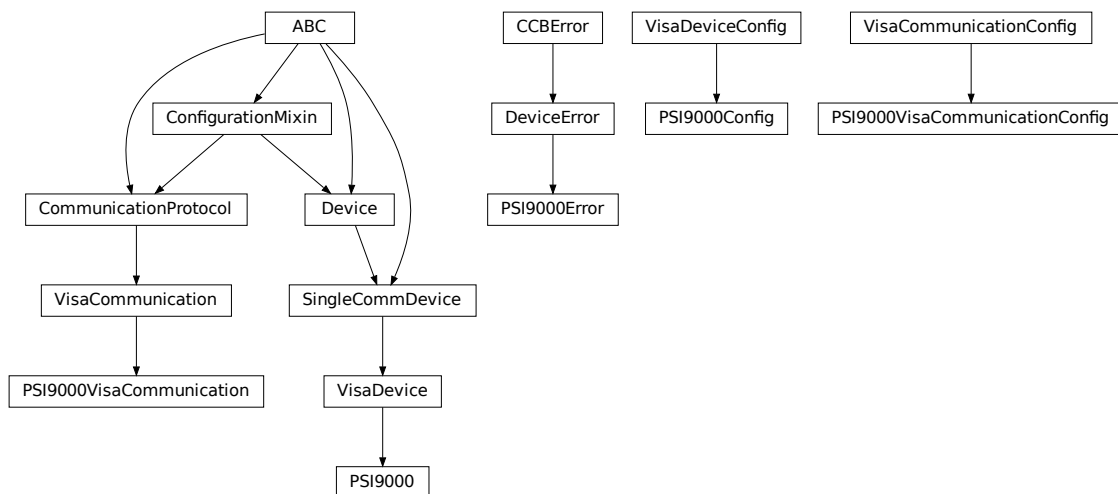 ABC
CCBError
VisaDeviceConfig
VisaCommunicationConfig
ConfigurationMixin
DeviceError
PSI9000Config
PSI9000VisaCommunicationConfig
CommunicationProtocol
Device
PSI9000Error
VisaCommunication
SingleCommDevice
PSI9000VisaCommunication
VisaDevice
PSI9000